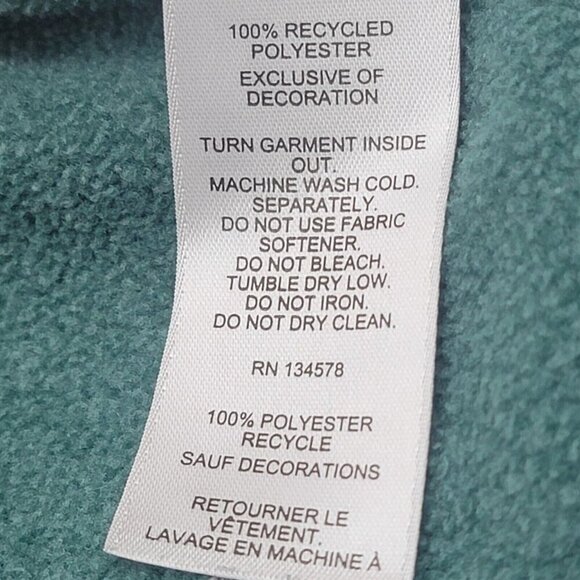 100% RECYCLED
POLYESTER
EXCLUSIVE OF
DECORATION
TURN GARMENT INSIDE
OUT.
MACHINE WASH COLD.
SEPARATELY.
DO NOT USE FABRIC
SOFTENER.
DO NOT BLEACH.
TUMBLE DRY LOW.
DO NOT IRON.
DO NOT DRY CLEAN.
RN 134578
100% POLYESTER
RECYCLE
SAUF DECORATIONS
RETOURNER LE
VÊTEMENT.
LAVAGE EN MACHINE À